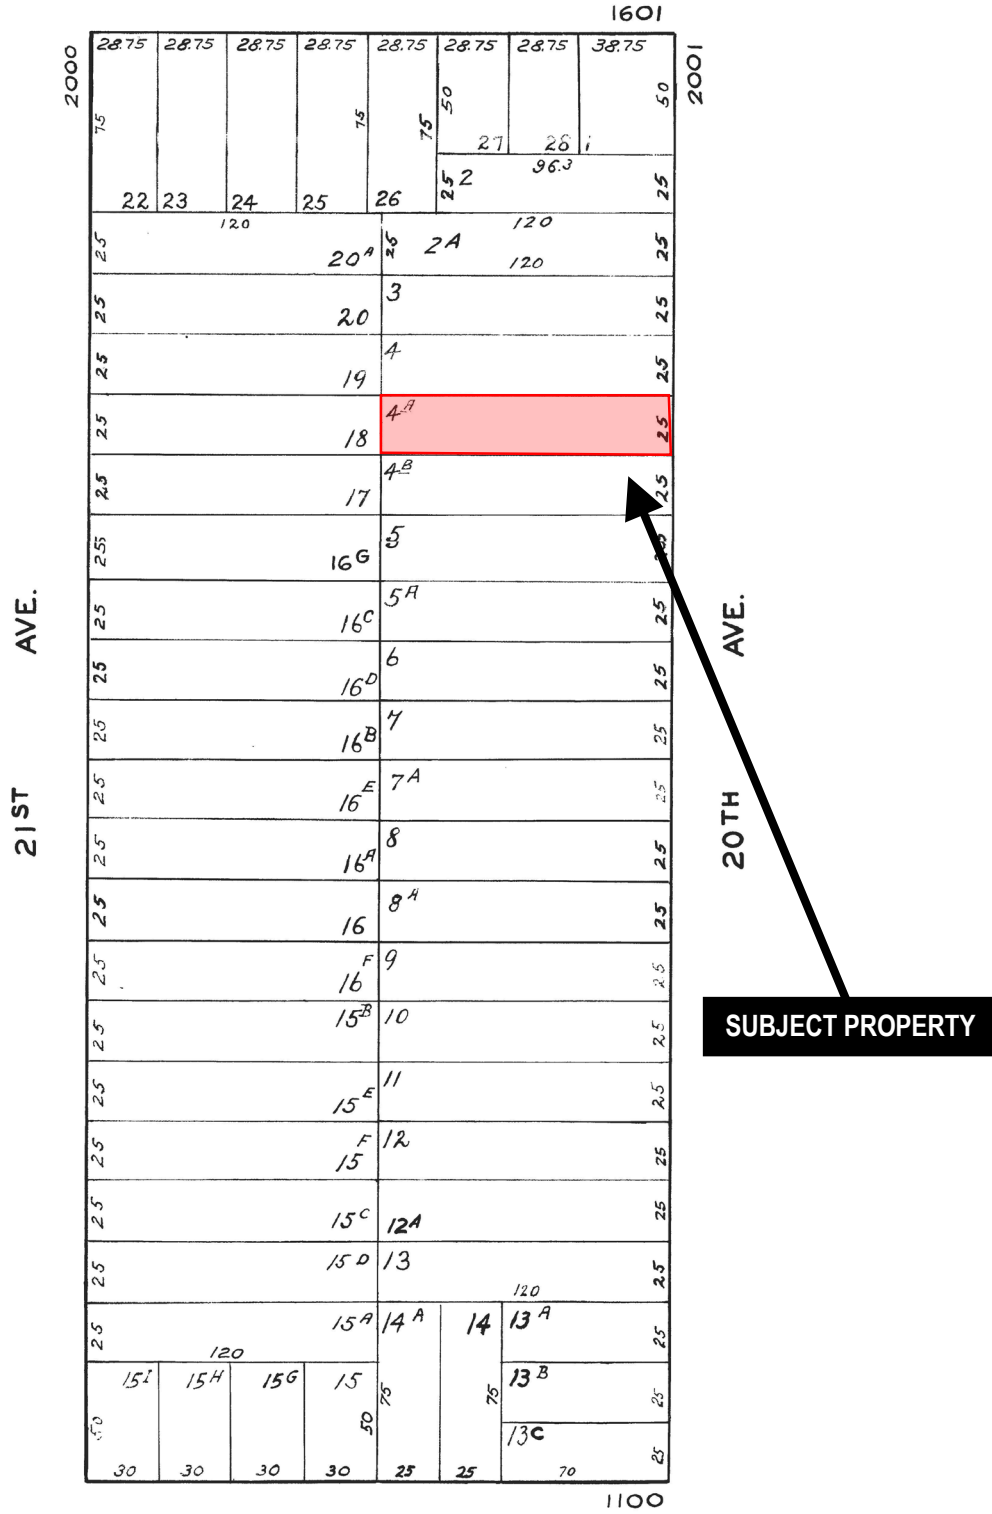 1601
2000
2001
28.75 28.75 28.75 28.75 28.75 28.75 28.75 38.75
75 75 75 50 50
27 28 1
96.3
25 2 25
22 23 24 25 26
120 120
25 20A 25 2A 25
120
25 20 3 25
25 19 4 25
25 18 4A 25
25 17 4B 25
25 16G 5 25
25 16C 5A 25
25 16D 6 25
25 16B 7 25
25 16E 7A 25
25 16A 8 25
25 16 8A 25
25 16F 9 25
25 15B 10 25
25 15E 11 25
25 15F 12 25
25 15C 12A 25
25 15D 13 25
120
25 15A 14A 14 13A 25
120
15I 15H 15G 15 75 75 13B 25
50 50 13C 25
30 30 30 30 25 25 70
1100
21ST AVE.
20TH AVE.
SUBJECT PROPERTY